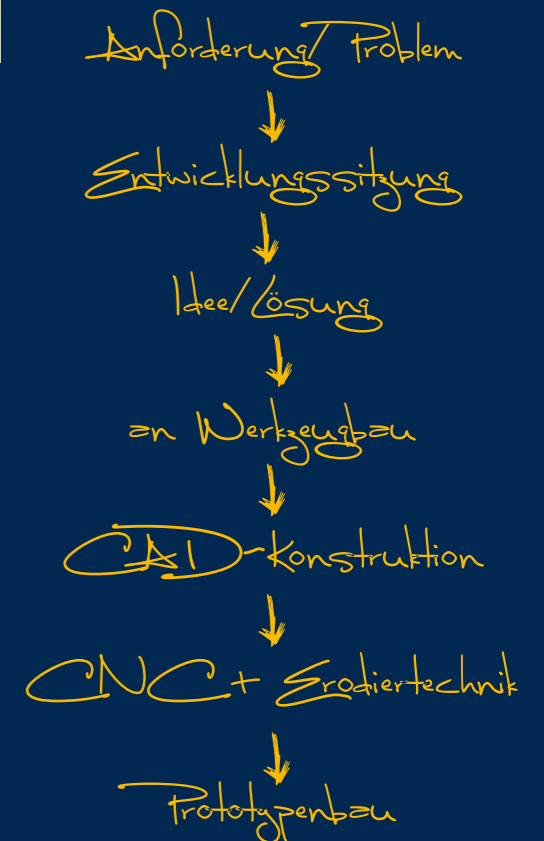 Anforderung/ Problem
Entwicklungssitzung
Idee/Lösung
an Werkzeugbau
CAD-Konstruktion
CNC+ Erodiertechnik
Prototypenbau